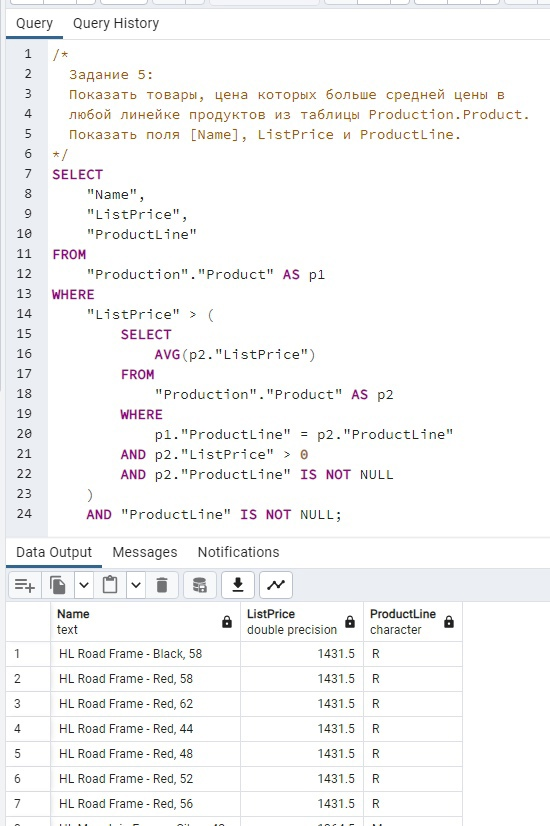 Query Query History
1 /*
2 Задание 5:
3 Показать товары, цена которых больше средней цены в
4 любой линейке продуктов из таблицы Production.Product.
5 Показать поля [Name], ListPrice и ProductLine.
6 */
7 SELECT
8 "Name",
9 "ListPrice",
10 "ProductLine"
11 FROM
12 "Production"."Product" AS p1
13 WHERE
14 "ListPrice" > (
15 SELECT
16 AVG(p2."ListPrice")
17 FROM
18 "Production"."Product" AS p2
19 WHERE
20 p1."ProductLine" = p2."ProductLine"
21 AND p2."ListPrice" > 0
22 AND p2."ProductLine" IS NOT NULL
23 )
24 AND "ProductLine" IS NOT NULL;
Data Output Messages Notifications
Name ListPrice ProductLine
text double precision character
1 HL Road Frame - Black, 58 1431.5 R
2 HL Road Frame - Red, 58 1431.5 R
3 HL Road Frame - Red, 62 1431.5 R
4 HL Road Frame - Red, 44 1431.5 R
5 HL Road Frame - Red, 48 1431.5 R
6 HL Road Frame - Red, 52 1431.5 R
7 HL Road Frame - Red, 56 1431.5 R